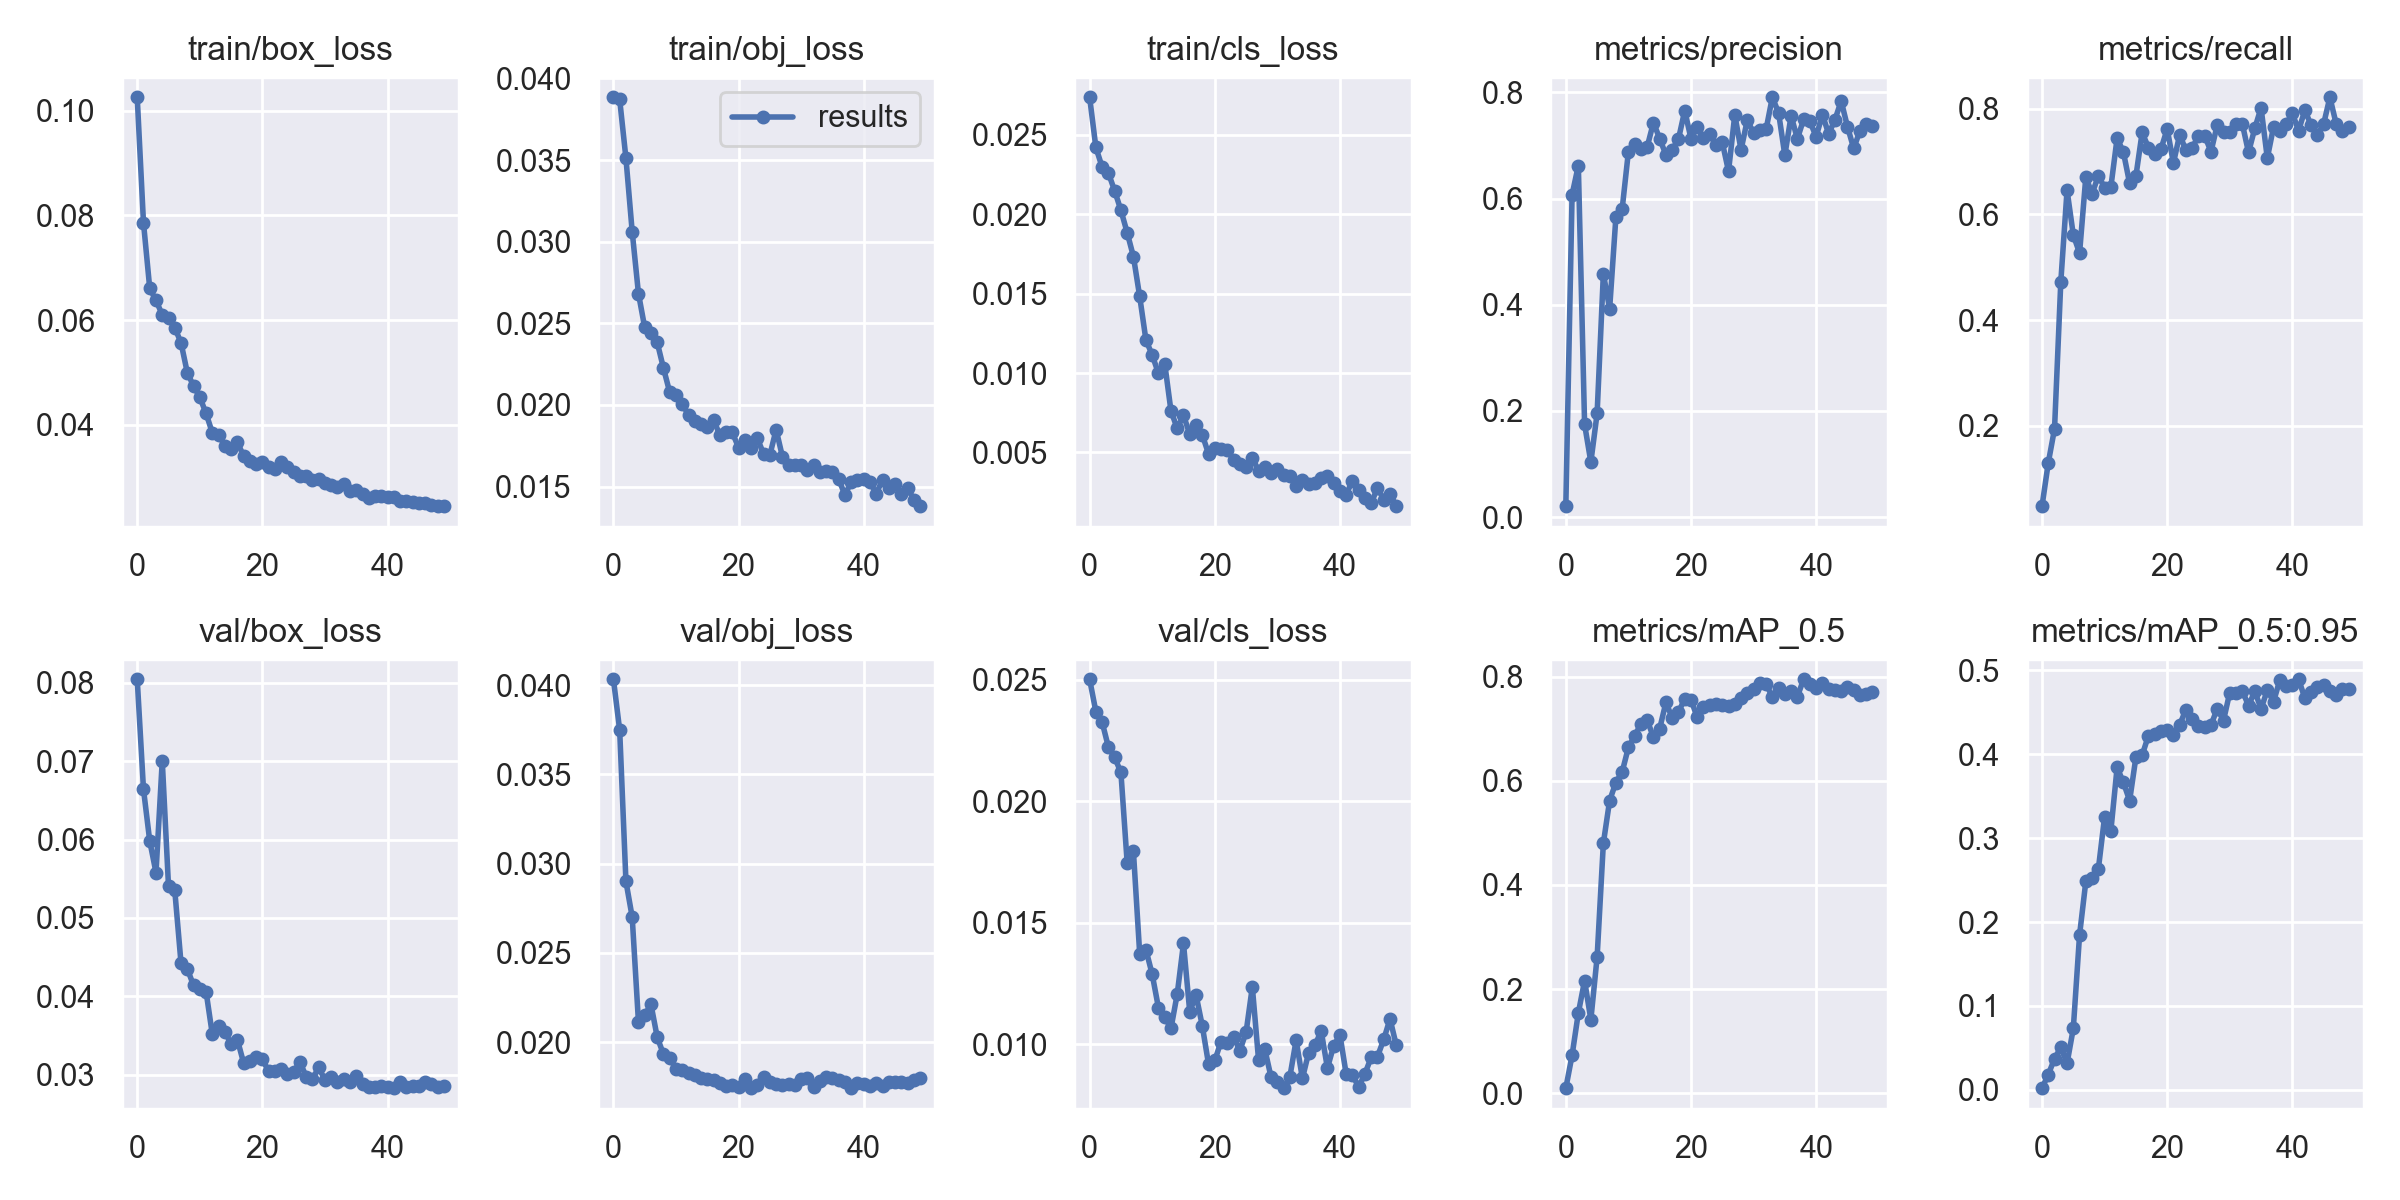 train/box_loss
train/obj_loss
train/cls_loss
metrics/precision
metrics/recall
0.10
0.08
0.06
0.04
0 20 40
0.040
0.035
0.030
0.025
0.020
0.015
results
0 20 40
0.025
0.020
0.015
0.010
0.005
0 20 40
0.8
0.6
0.4
0.2
0.0
0 20 40
0.8
0.6
0.4
0.2
0 20 40
val/box_loss
val/obj_loss
val/cls_loss
metrics/mAP_0.5
metrics/mAP_0.5:0.95
0.08
0.07
0.06
0.05
0.04
0.03
0 20 40
0.040
0.035
0.030
0.025
0.020
0 20 40
0.025
0.020
0.015
0.010
0 20 40
0.8
0.6
0.4
0.2
0.0
0 20 40
0.5
0.4
0.3
0.2
0.1
0.0
0 20 40